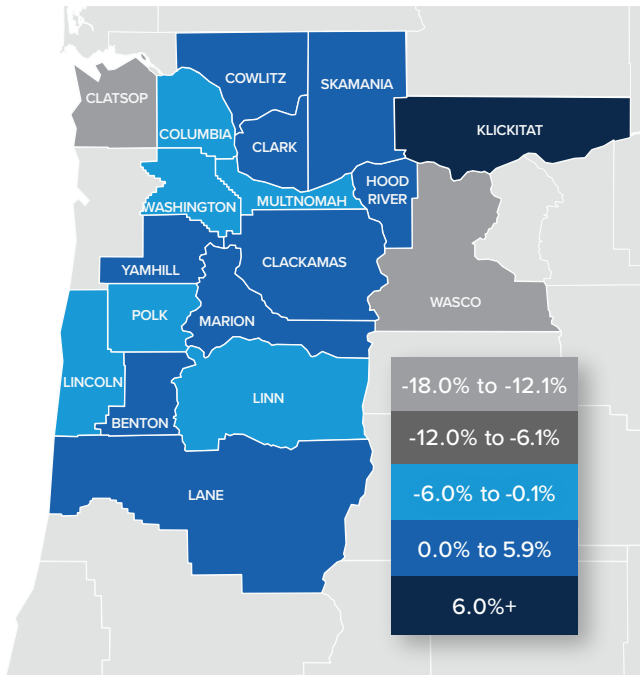 COWLITZ
SKAMANIA
CLATSOP
COLUMBIA
KLICKITAT
CLARK
HOOD
RIVER
WASHINGTON
MULTNOMAH
CLACKAMAS
YAMHILL
WASCO
POLK
MARION
LINCOLN
LINN
BENTON
LANE
-18.0% to -12.1%
-12.0% to -6.1%
-6.0% to -0.1%
0.0% to 5.9%
6.0%+